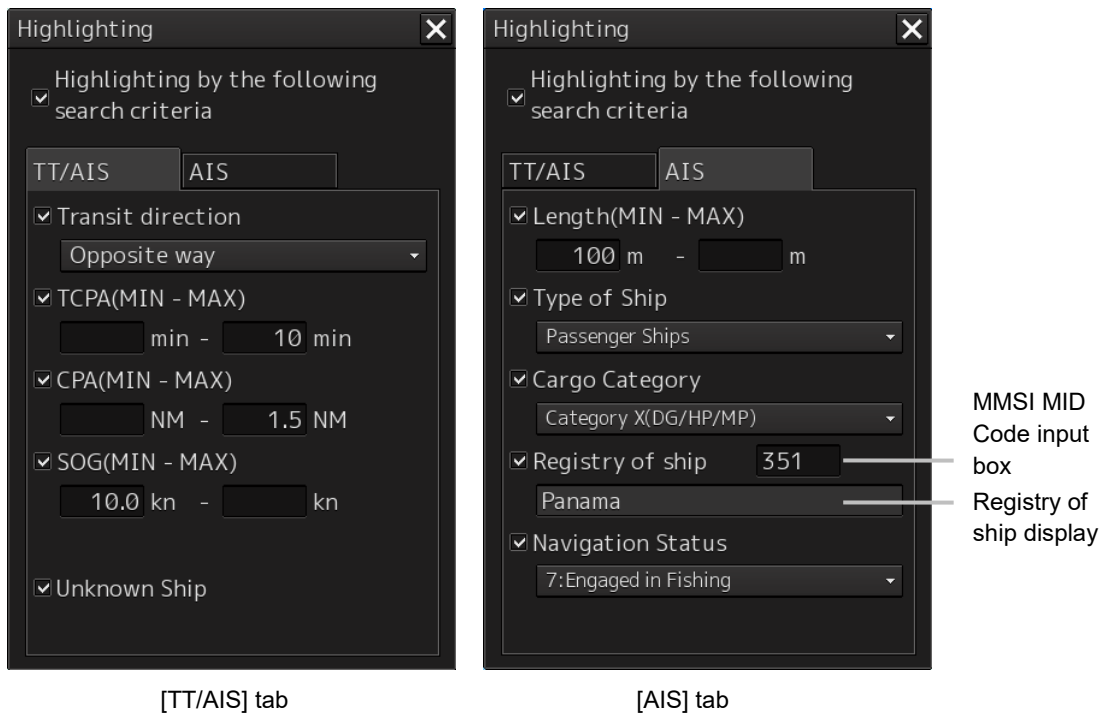 Highlighting
Highlighting by the following
search criteria
TT/AIS AIS
Transit direction
Opposite way
TCPA(MIN - MAX)
min - 10 min
CPA(MIN - MAX)
NM - 1.5 NM
SOG(MIN - MAX)
10.0 kn - kn
Unknown Ship
[TT/AIS] tab
Highlighting
Highlighting by the following
search criteria
TT/AIS AIS
Length(MIN - MAX)
100 m - m
Type of Ship
Passenger Ships
Cargo Category
Category X(DG/HP/MP)
Registry of ship 351
Panama
Navigation Status
7:Engaged in Fishing
[AIS] tab
MMSI MID
Code input
box
Registry of
ship display